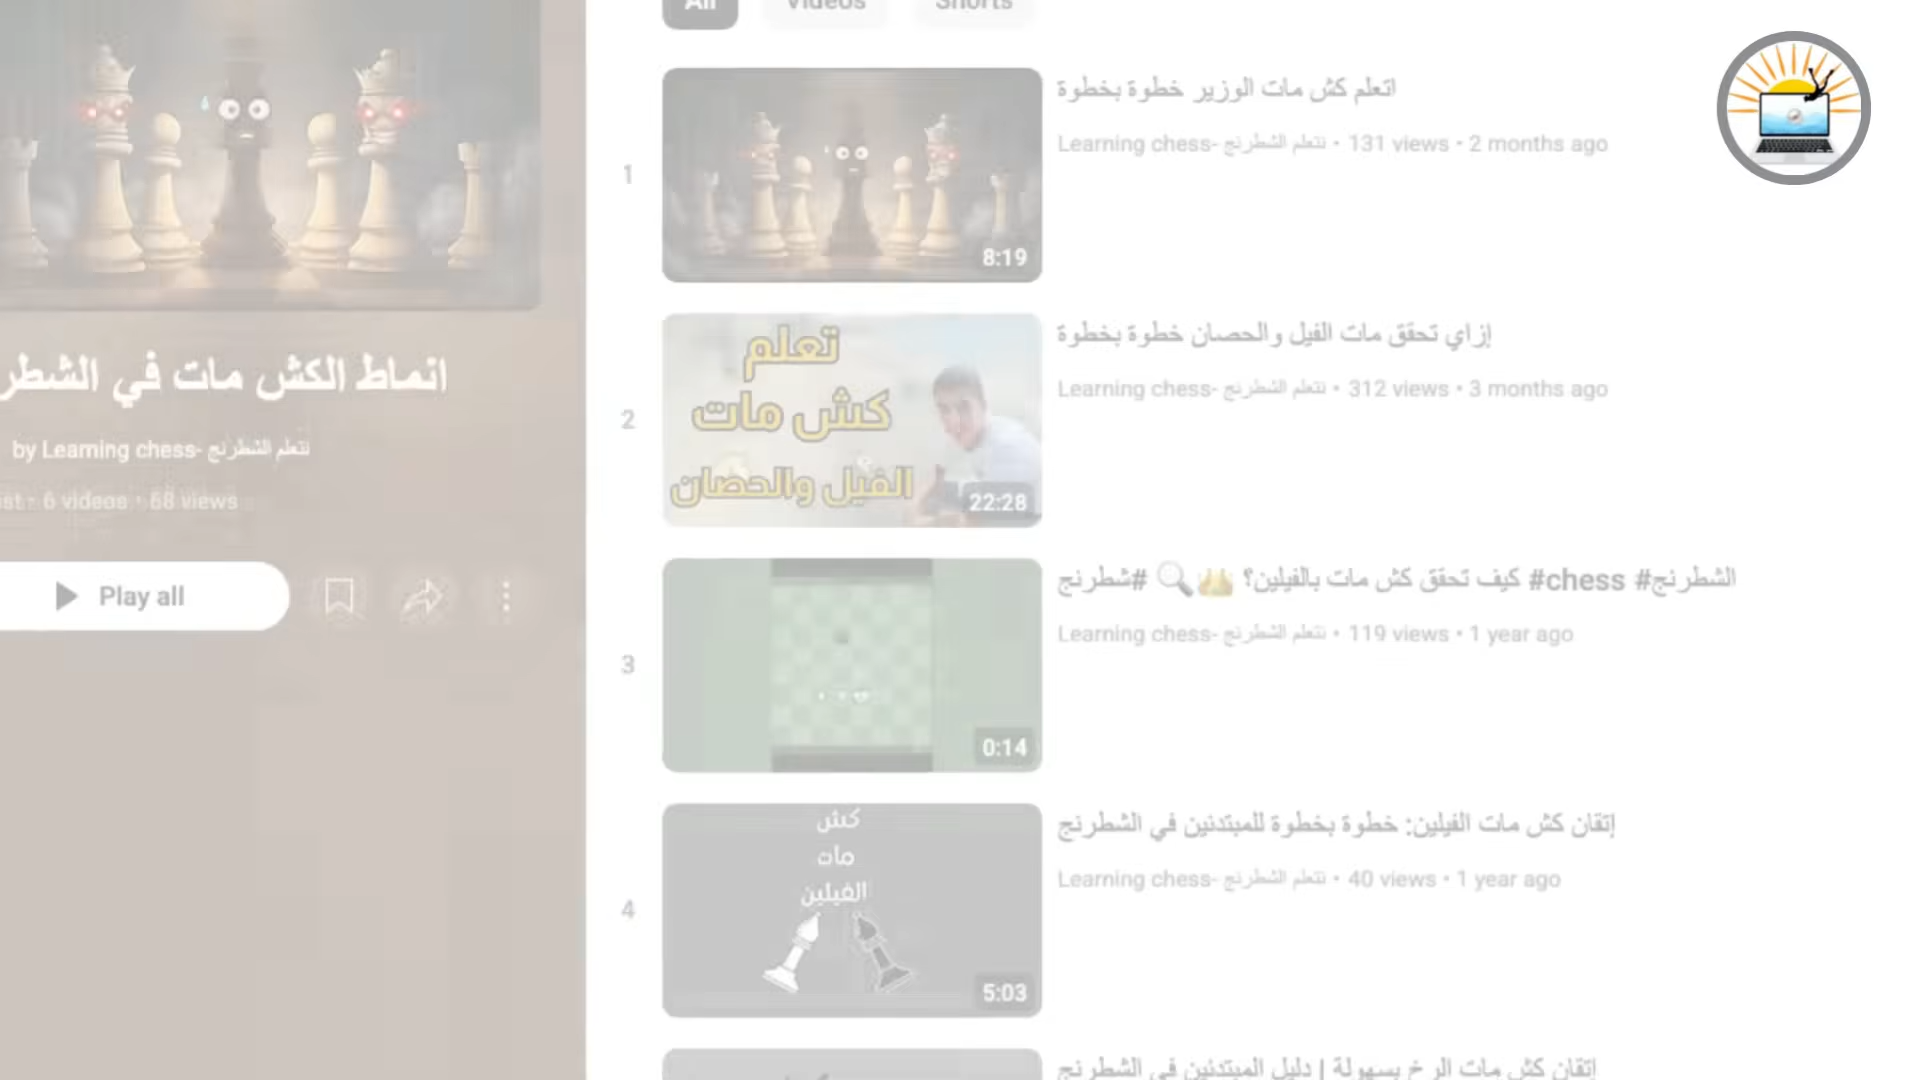 All
Videos
Shorts
انماط الكش مات في الشطر
by Learning chess- نتعلم الشطرنج
ist • 6 videos • 68 views
Play all
1
8:19
اتعلم كش مات الوزير خطوة بخطوة
Learning chess- نتعلم الشطرنج • 131 views • 2 months ago
2
تعلم
كش مات
الفيل والحصان
22:28
إزاي تحقق مات الفيل والحصان خطوة بخطوة
Learning chess- نتعلم الشطرنج • 312 views • 3 months ago
3
0:14
الشطرنج# chess# كيف تحقق كش مات بالفيلين؟ 👑🔍 #شطرنج
Learning chess- نتعلم الشطرنج • 119 views • 1 year ago
4
كش
مات
الفيلين
5:03
إتقان كش مات الفيلين: خطوة بخطوة للمبتدئين في الشطرنج
Learning chess- نتعلم الشطرنج • 40 views • 1 year ago
إتقان كش مات الرخ بسهولة | دليل المبتدئين في الشطرنج